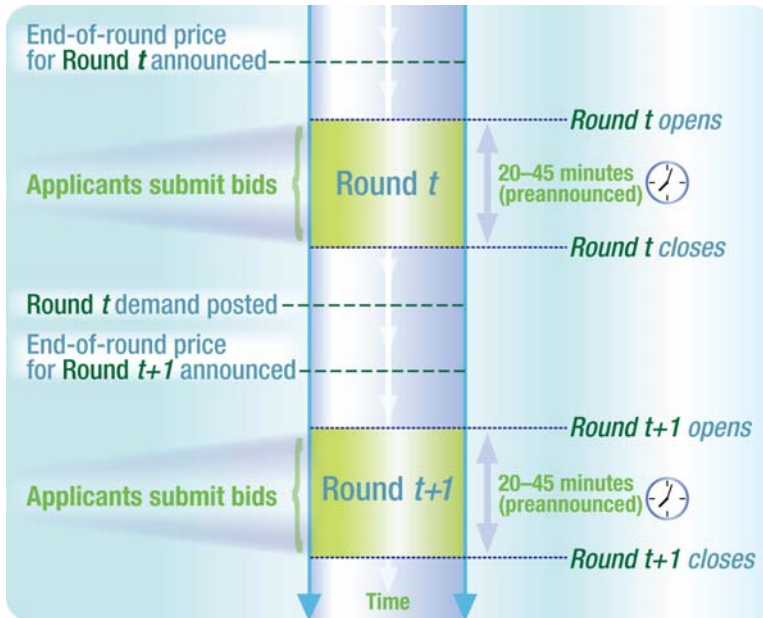 End-of-round price
for Round t announced
Round t opens
Applicants submit bids
Round t
20–45 minutes
(preannounced)
Round t closes
Round t demand posted
End-of-round price
for Round t+1 announced
Round t+1 opens
Applicants submit bids
Round t+1
20–45 minutes
(preannounced)
Round t+1 closes
Time